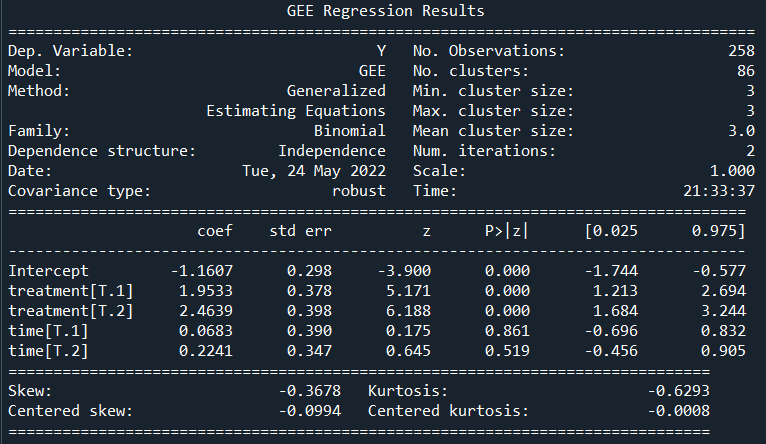 GEE Regression Results
===============================================================================
Dep. Variable:                           Y   No. Observations:                  258
Model:                                 GEE   No. clusters:                       86
Method:                        Generalized   Min. cluster size:                   3
                      Estimating Equations   Max. cluster size:                   3
Family:                           Binomial   Mean cluster size:                 3.0
Dependence structure:         Independence   Num. iterations:                     2
Date:                     Tue, 24 May 2022   Scale:                           1.000
Covariance type:                    robust   Time:                         21:33:37
==================================================================================
                     coef    std err          z      P>|z|      [0.025      0.975]
----------------------------------------------------------------------------------
Intercept         -1.1607      0.298     -3.900      0.000      -1.744      -0.577
treatment[T.1]     1.9533      0.378      5.171      0.000       1.213       2.694
treatment[T.2]     2.4639      0.398      6.188      0.000       1.684       3.244
time[T.1]          0.0683      0.390      0.175      0.861      -0.696       0.832
time[T.2]          0.2241      0.347      0.645      0.519      -0.456       0.905
==============================================================================
Skew:                         -0.3678   Kurtosis:                      -0.6293
Centered skew:                -0.0994   Centered kurtosis:             -0.0008
==============================================================================